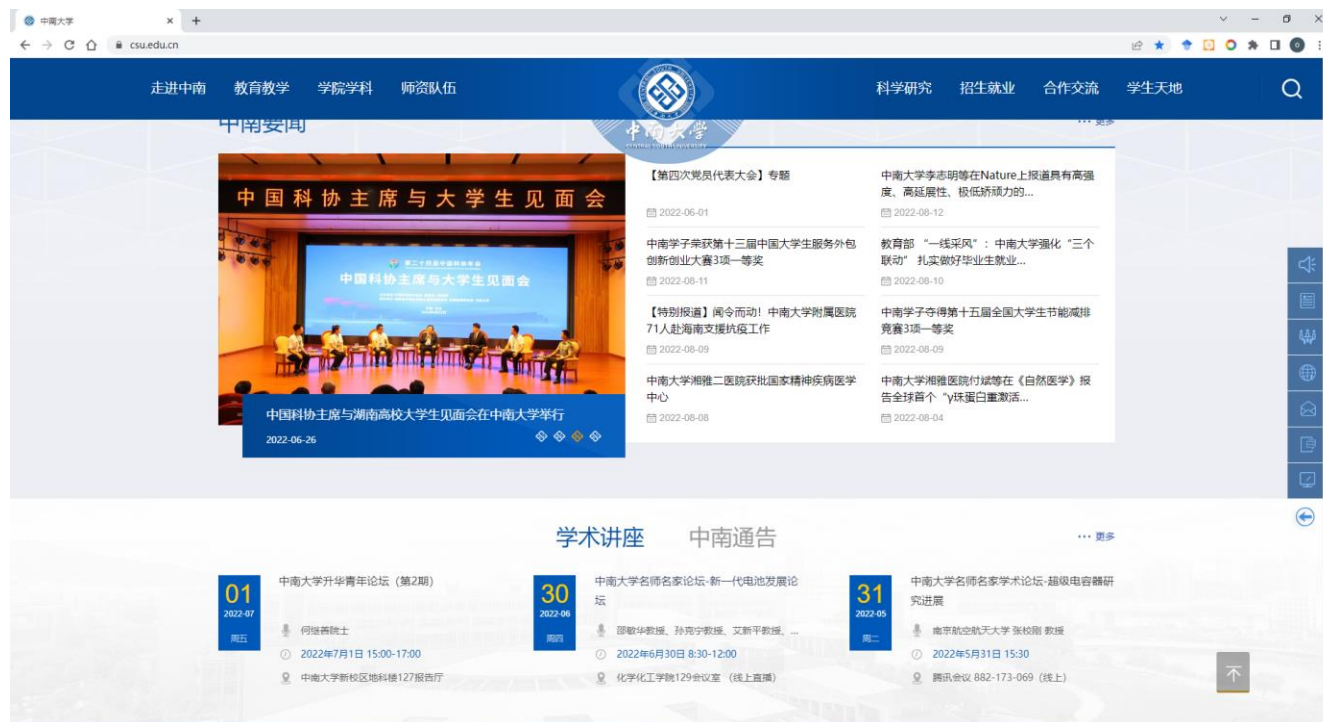 中南大学
csu.edu.cn
走进中南 教育教学 学院学科 师资队伍 科学研究 招生就业 合作交流 学生天地
中南大学
CENTRAL SOUTH UNIVERSITY
中南要闻
··· 更多
中国科协主席与大学生见面会
第二十四届中国科协年会
中国科协主席与大学生见面会
中国科协主席与湖南高校大学生见面会在中南大学举行
2022-06-26
【第四次党员代表大会】专题
2022-06-01
中南大学李志明等在Nature上报道具有高强
度、高延展性、极低矫顽力的...
2022-08-12
中南学子荣获第十三届中国大学生服务外包
创新创业大赛3项一等奖
2022-08-11
教育部 “一线采风”：中南大学强化“三个
联动” 扎实做好毕业生就业...
2022-08-10
【特别报道】闻令而动！中南大学附属医院
71人赴海南支援抗疫工作
2022-08-09
中南学子夺得第十五届全国大学生节能减排
竞赛3项一等奖
2022-08-09
中南大学湘雅二医院获批国家精神疾病医学
中心
2022-08-08
中南大学湘雅医院付斌等在《自然医学》报
告全球首个“γ珠蛋白重激活...
2022-08-04
学术讲座 中南通告
··· 更多
01
2022-07
周五
中南大学升华青年论坛（第2期）
何继善院士
2022年7月1日 15:00-17:00
中南大学新校区地科楼127报告厅
30
2022-06
周四
中南大学名师名家论坛-新一代电池发展论
坛
邵敏华教授、孙克宁教授、艾新平教授、...
2022年6月30日 8:30-12:00
化学化工学院129会议室 （线上直播）
31
2022-05
周二
中南大学名师名家学术论坛-超级电容器研
究进展
南京航空航天大学 张校刚 教授
2022年5月31日 15:30
腾讯会议 882-173-069（线上）